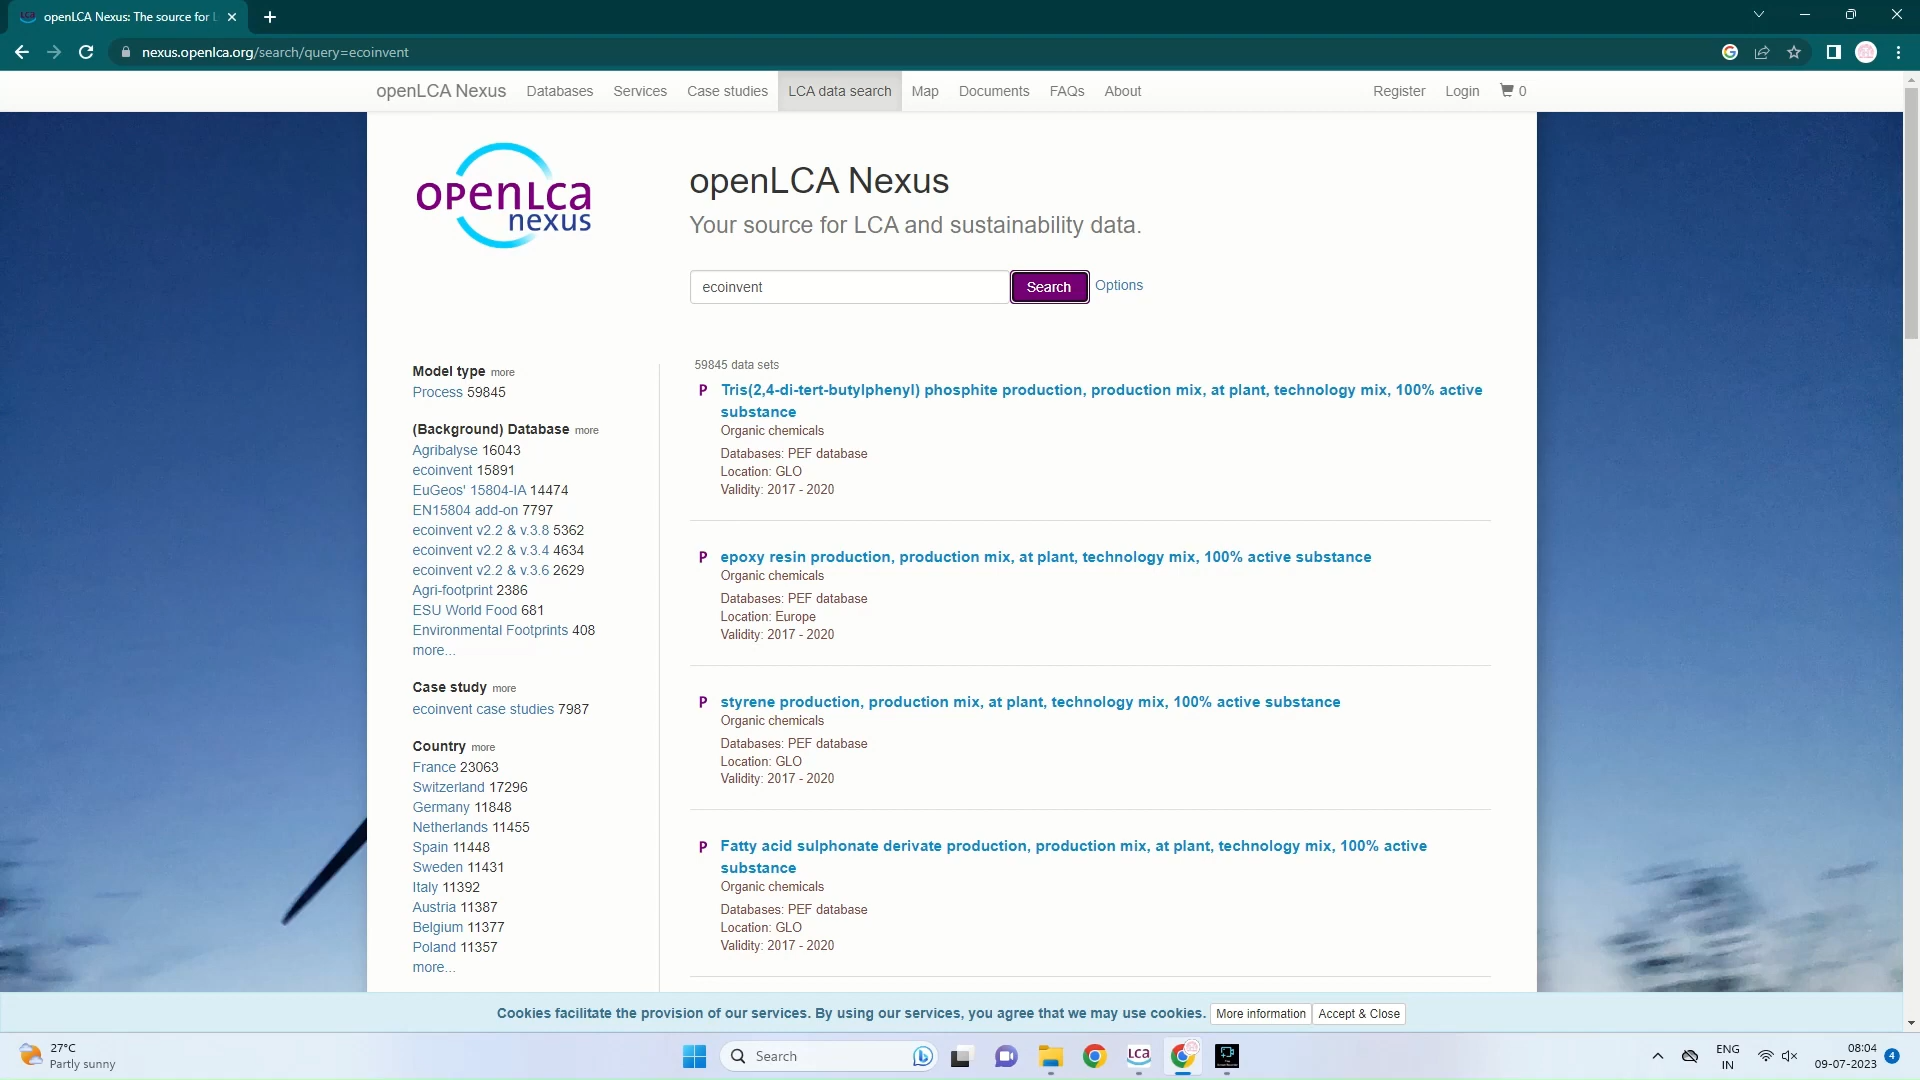 openLCA Nexus: The source for L
nexus.openlca.org/search/query=ecoinvent
openLCA Nexus Databases Services Case studies LCA data search Map Documents FAQs About Register Login 0
openLca
nexus
openLCA Nexus
Your source for LCA and sustainability data.
ecoinvent Search Options
Model type more
Process 59845
(Background) Database more
Agribalyse 16043
ecoinvent 15891
EuGeos' 15804-IA 14474
EN15804 add-on 7797
ecoinvent v2.2 & v.3.8 5362
ecoinvent v2.2 & v.3.4 4634
ecoinvent v2.2 & v.3.6 2629
Agri-footprint 2386
ESU World Food 681
Environmental Footprints 408
more...
Case study more
ecoinvent case studies 7987
Country more
France 23063
Switzerland 17296
Germany 11848
Netherlands 11455
Spain 11448
Sweden 11431
Italy 11392
Austria 11387
Belgium 11377
Poland 11357
more...
59845 data sets
P Tris(2,4-di-tert-butylphenyl) phosphite production, production mix, at plant, technology mix, 100% active
substance
Organic chemicals
Databases: PEF database
Location: GLO
Validity: 2017 - 2020
P epoxy resin production, production mix, at plant, technology mix, 100% active substance
Organic chemicals
Databases: PEF database
Location: Europe
Validity: 2017 - 2020
P styrene production, production mix, at plant, technology mix, 100% active substance
Organic chemicals
Databases: PEF database
Location: GLO
Validity: 2017 - 2020
P Fatty acid sulphonate derivate production, production mix, at plant, technology mix, 100% active
substance
Organic chemicals
Databases: PEF database
Location: GLO
Validity: 2017 - 2020
Cookies facilitate the provision of our services. By using our services, you agree that we may use cookies. More information Accept & Close
27°C
Partly sunny
Search
LCA
ENG
IN
08:04
09-07-2023
4